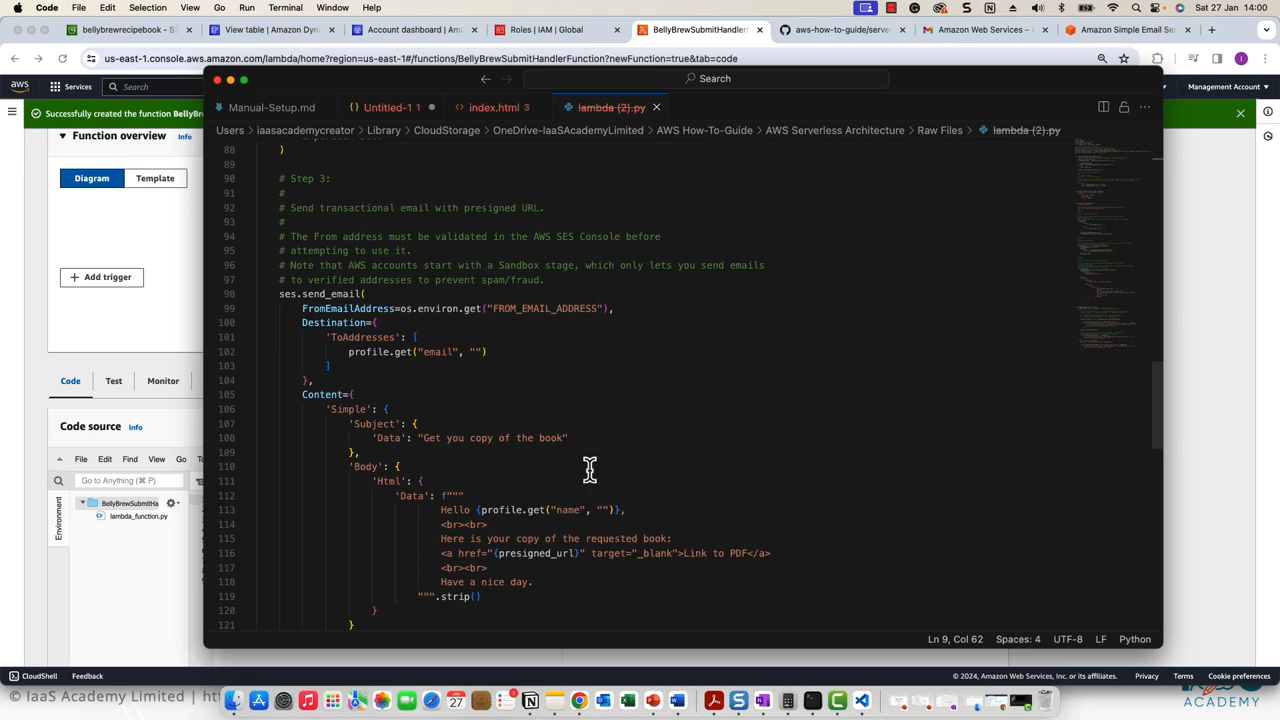 Code File Edit Selection View Go Run Terminal Window Help
Sat 27 Jan 14:00
bellybrewrecipebook - S3
View table | Amazon Dyna
Account dashboard | Ama
Roles | IAM | Global
BellyBrewSubmitHandler
aws-how-to-guide/serve
Amazon Web Services –
Amazon Simple Email Se
us-east-1.console.aws.amazon.com/lambda/home?region=us-east-1#/functions/BellyBrewSubmitHandlerFunction?newFunction=true&tab=code
aws Services Search
Management Account
Successfully created the function BellyBre
Function overview Info
Diagram Template
Add trigger
Code Test Monitor
Code source Info
File Edit Find View Go
Go to Anything (⌘ P)
Environment
BellyBrewSubmitHa
lambda_function.py
Search
Manual-Setup.md Untitled-1 1 index.html 3 lambda (2).py
Users > iaasacademycreator > Library > CloudStorage > OneDrive-IaaSAcademyLimited > AWS How-To-Guide > AWS Serverless Architecture > Raw Files > lambda (2).py
88 )
89
90 # Step 3:
91 #
92 # Send transactional email with presigned URL.
93 #
94 # The From address must be validated in the AWS SES Console before
95 # attempting to use it.
96 # Note that AWS accounts start with a Sandbox stage, which only lets you send emails
97 # to verified addresses to prevent spam/fraud.
98 ses.send_email(
99 FromEmailAddress=os.environ.get("FROM_EMAIL_ADDRESS"),
100 Destination={
101 'ToAddresses': [
102 profile.get("email", "")
103 ]
104 },
105 Content={
106 'Simple': {
107 'Subject': {
108 'Data': "Get you copy of the book"
109 },
110 'Body': {
111 'Html': {
112 'Data': f"""
113 Hello {profile.get("name", "")},
114 <br><br>
115 Here is your copy of the requested book:
116 <a href="{presigned_url}" target="_blank">Link to PDF</a>
117 <br><br>
118 Have a nice day.
119 """.strip()
120 }
121 }
Ln 9, Col 62 Spaces: 4 UTF-8 LF Python
CloudShell Feedback
© 2024, Amazon Web Services, Inc. or its affiliates. Privacy Terms Cookie preferences
© IaaS Academy Limited | htt
ACADEMY